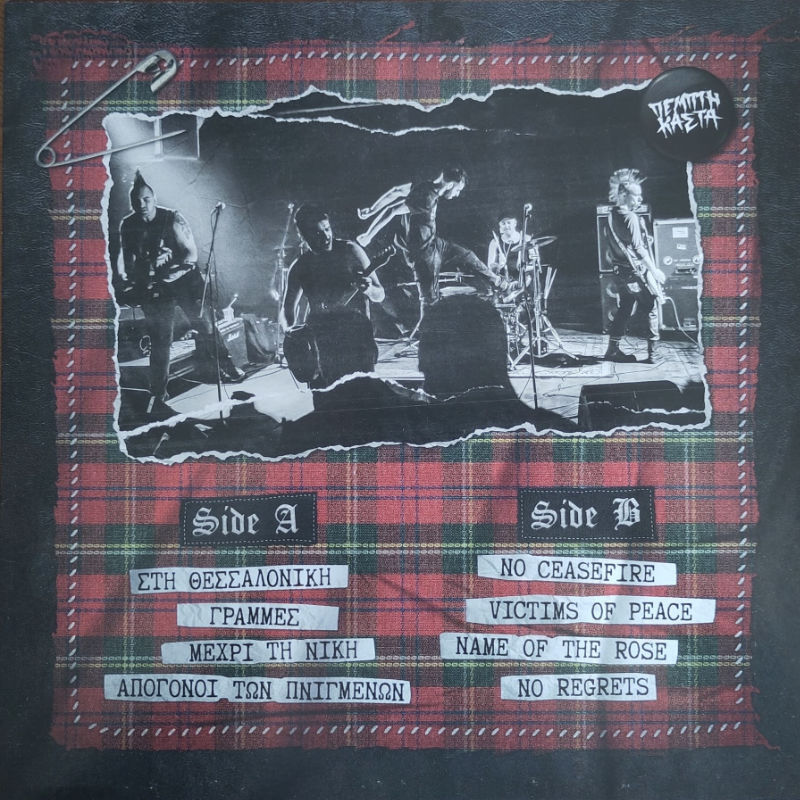 ΠΕΜΠΤΗ
ΚΑΣΤΑ
Side A
ΣΤΗ ΘΕΣΣΑΛΟΝΙΚΗ
ΓΡΑΜΜΕΣ
ΜΕΧΡΙ ΤΗ ΝΙΚΗ
ΑΠΟΓΟΝΟΙ ΤΩΝ ΠΝΙΓΜΕΝΩΝ
Side B
NO CEASEFIRE
VICTIMS OF PEACE
NAME OF THE ROSE
NO REGRETS